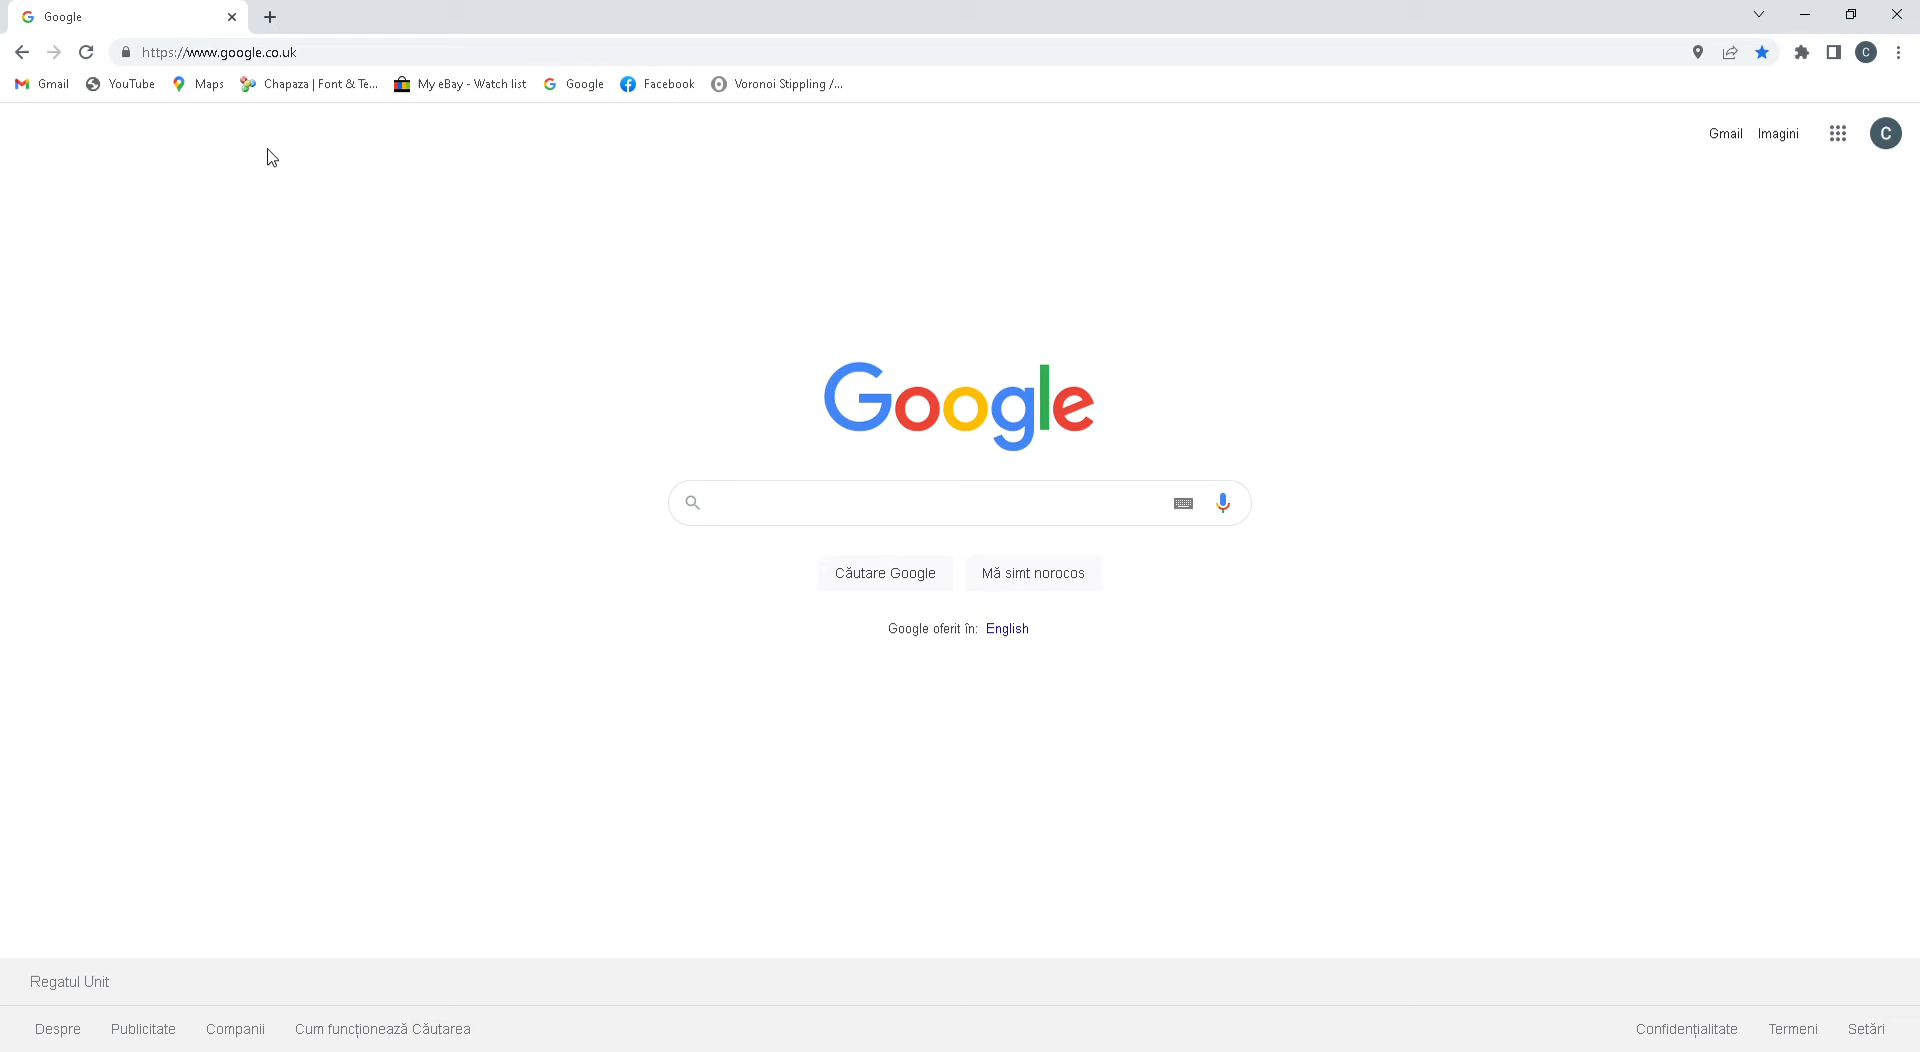 Google
https://www.google.co.uk
C
Gmail YouTube Maps Chapaza | Font & Te... My eBay - Watch list Google Facebook Voronoi Stippling /...
Gmail Imagini C
Google
Căutare Google Mă simt norocos
Google oferit în: English
Regatul Unit
Despre Publicitate Companii Cum funcționează Căutarea Confidențialitate Termeni Setări